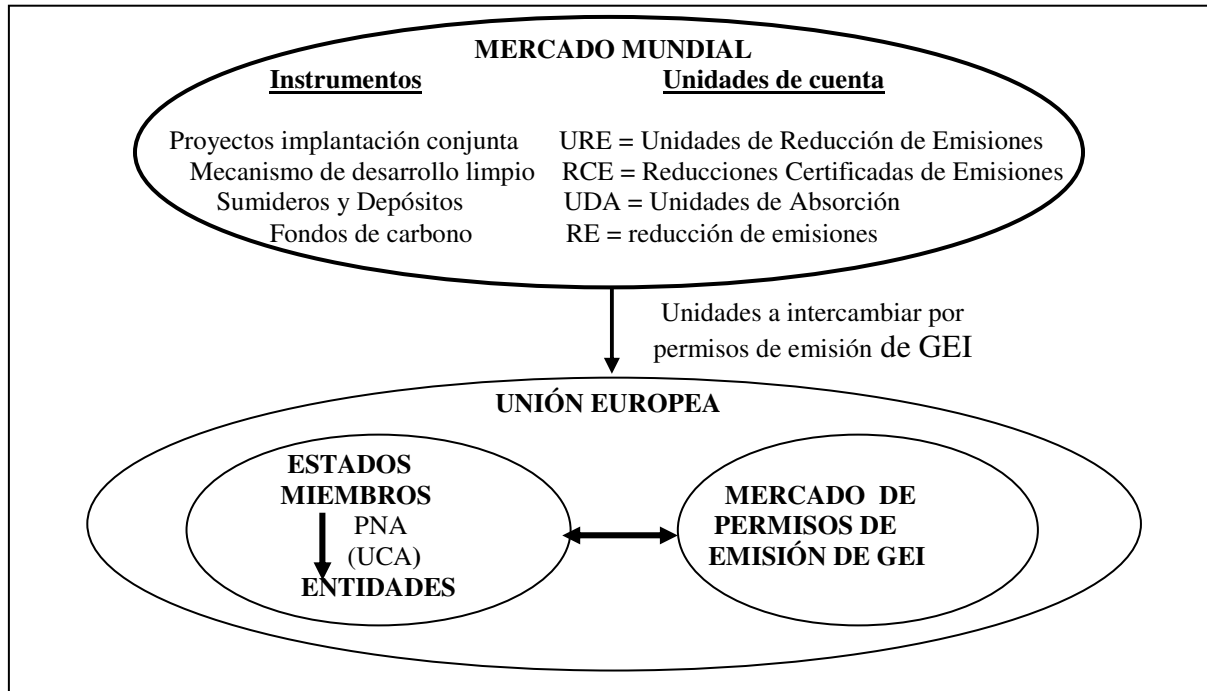 MERCADO MUNDIAL
Instrumentos Unidades de cuenta
Proyectos implantación conjunta URE = Unidades de Reducción de Emisiones
Mecanismo de desarrollo limpio RCE = Reducciones Certificadas de Emisiones
Sumideros y Depósitos UDA = Unidades de Absorción
Fondos de carbono RE = reducción de emisiones
Unidades a intercambiar por
permisos de emisión de GEI
UNIÓN EUROPEA
ESTADOS
MIEMBROS
PNA
(UCA)
ENTIDADES
MERCADO DE
PERMISOS DE
EMISIÓN DE GEI